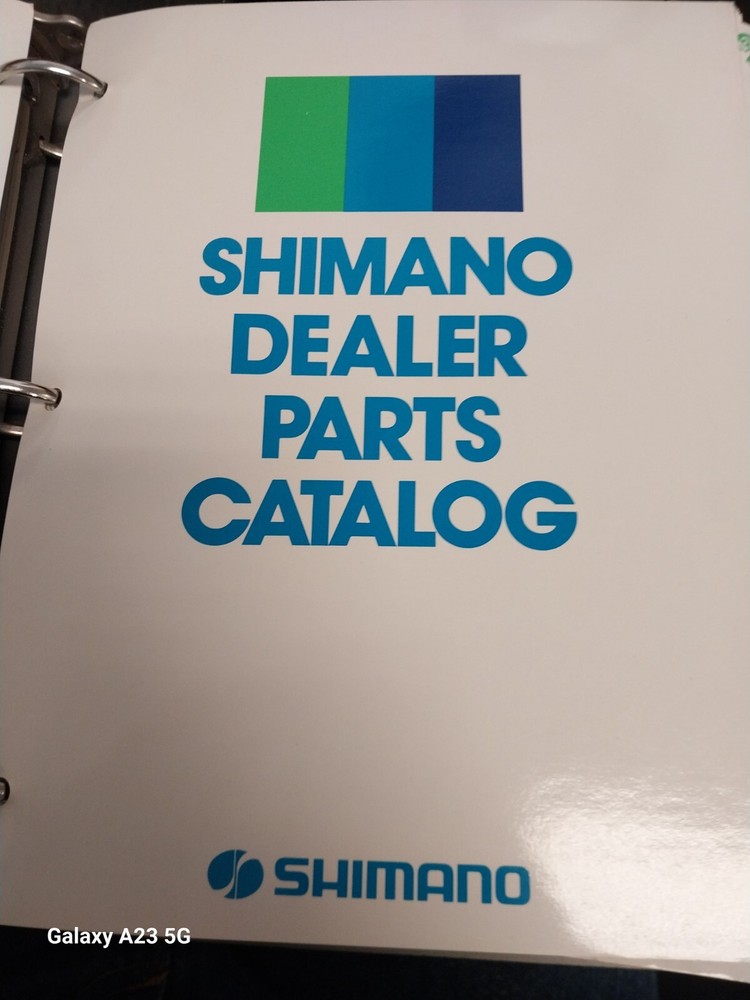 SHIMANO
DEALER
PARTS
CATALOG
SHIMANO
Galaxy A23 5G